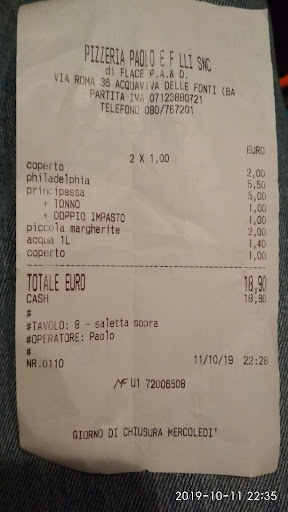 PIZZERIA PAOLO E.F LLI SNC
di FLACE P.A.& D.
VIA ROMA 36 ACQUAVIVA DELLE FONTI (BA
PARTITA IVA 07123880721
TELEFONO 080/767201
EURO
2 X 1,00
coperto 2,00
philadelphia 5,50
principessa 5,00
+ TONNO 1,00
+ DOPPIO IMPASTO 1,00
piccola margherite 2,00
acqua 1L 1,40
coperto 1,00
TOTALE EURO 18,90
CASH 18,90
#
#TAVOLO: 8 - saletta sopra
#OPERATORE: Paolo
#
NR.0110 11/10/19 22:28
MF U1 72006508
GIORNO DI CHIUSURA MERCOLEDI'
2019-10-11 22:35